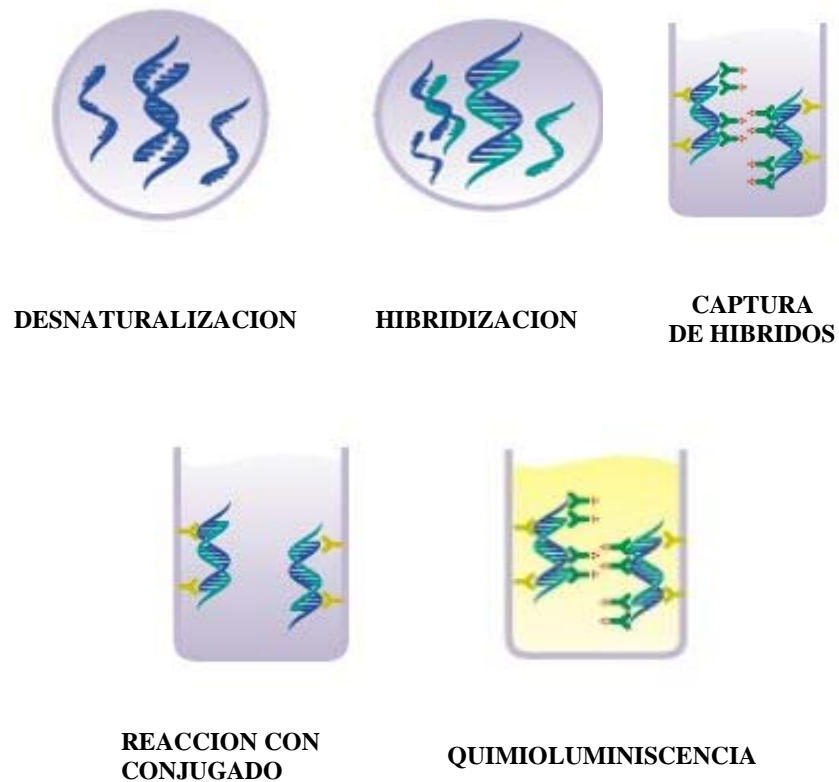 DESNATURALIZACION
HIBRIDIZACION
CAPTURA
DE HIBRIDOS
REACCION CON
CONJUGADO
QUIMIOLUMINISCENCIA